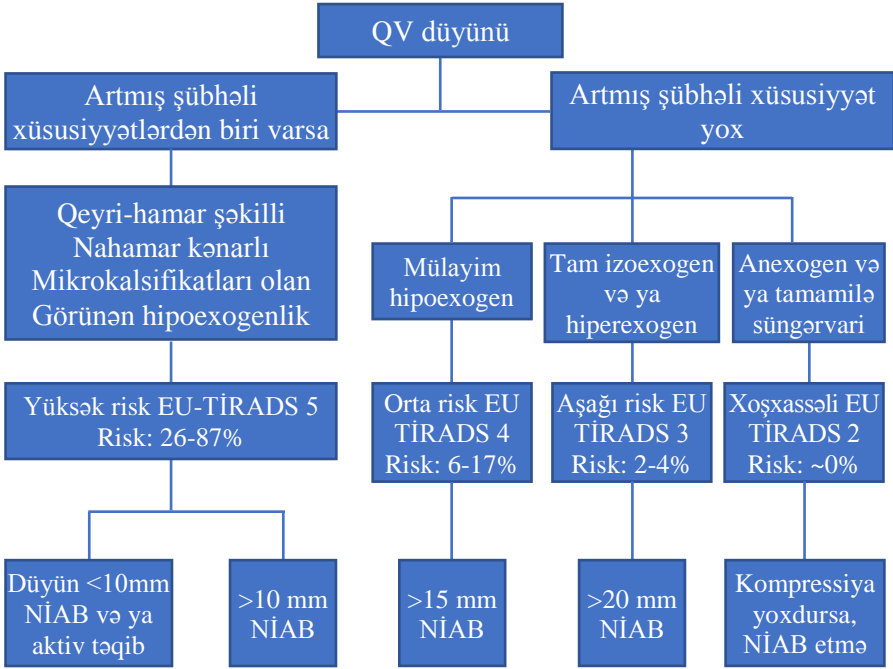 QV düyünü
Artmış şübhəli
xüsusiyyətlərdən biri varsa
Artmış şübhəli xüsusiyyət
yox
Qeyri-hamar şəkilli
Nahamar kənarlı
Mikrokalsifikatları olan
Görünən hipoexogenlik
Mülayim
hipoexogen
Tam izoexogen
və ya
hiperexogen
Anexogen və
ya tamamilə
süngərvari
Yüksək risk EU-TİRADS 5
Risk: 26-87%
Orta risk EU
TİRADS 4
Risk: 6-17%
Aşağı risk EU
TİRADS 3
Risk: 2-4%
Xoşxassəli EU
TİRADS 2
Risk: ~0%
Düyün <10mm
NİAB və ya
aktiv təqib
>10 mm
NİAB
>15 mm
NİAB
>20 mm
NİAB
Kompressiya
yoxdursa,
NİAB etmə